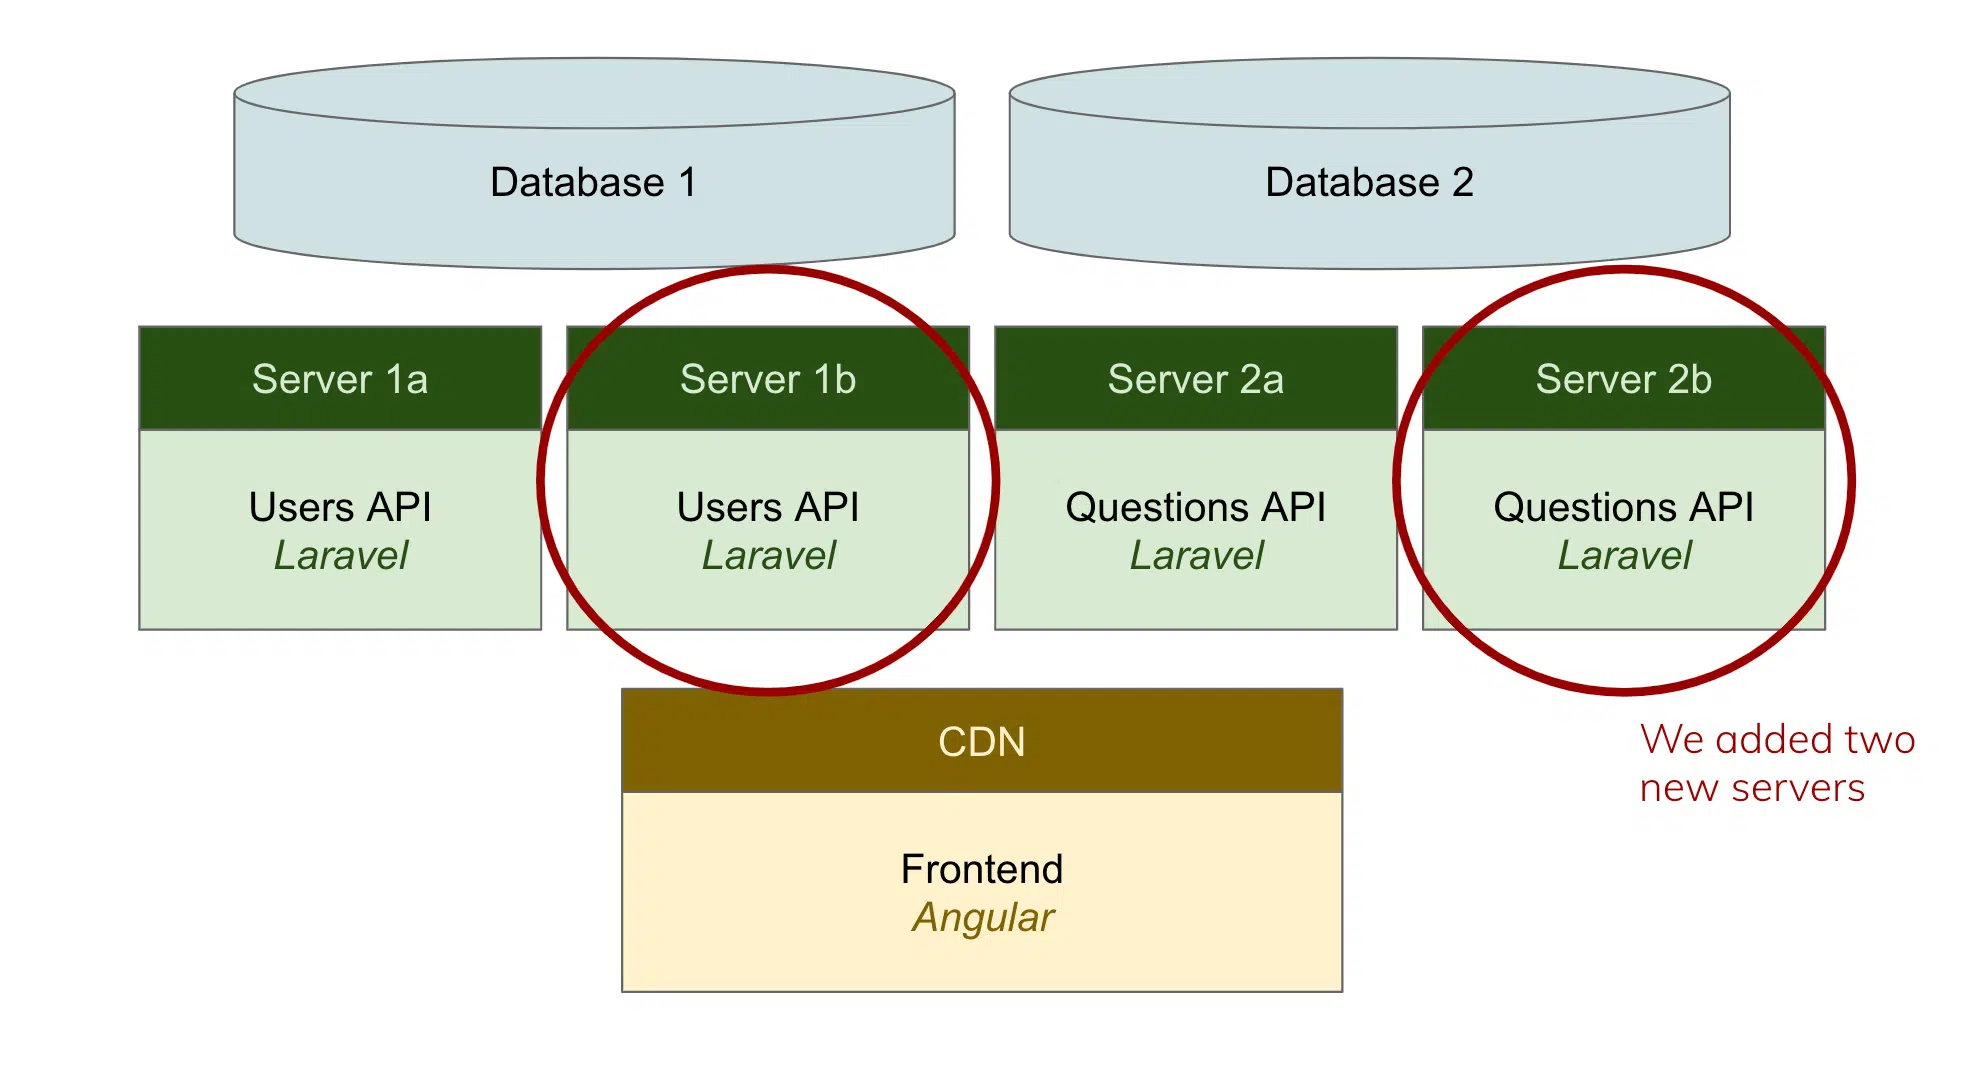 Database 1
Database 2
Server 1a
Server 1b
Server 2a
Server 2b
Users API
Laravel
Users API
Laravel
Questions API
Laravel
Questions API
Laravel
CDN
Frontend
Angular
We added two
new servers